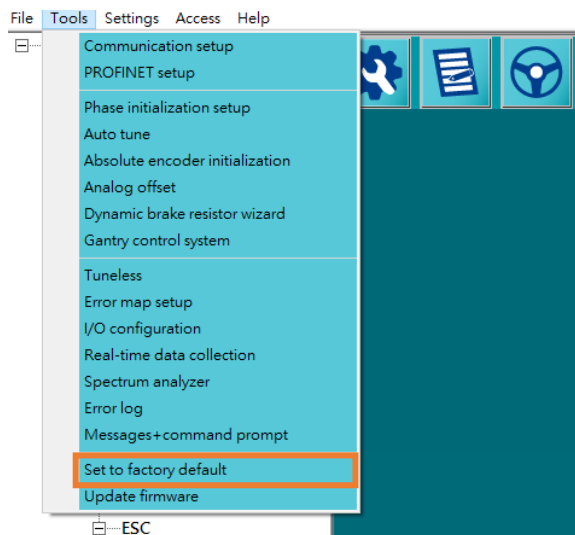 File Tools Settings Access Help
Communication setup
PROFINET setup
Phase initialization setup
Auto tune
Absolute encoder initialization
Analog offset
Dynamic brake resistor wizard
Gantry control system
Tuneless
Error map setup
I/O configuration
Real-time data collection
Spectrum analyzer
Error log
Messages+command prompt
Set to factory default
Update firmware
ESC